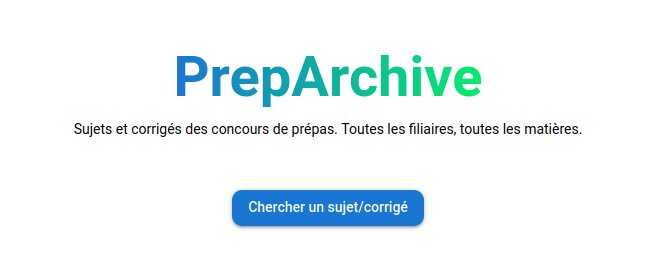 PrepArchive
Sujets et corrigés des concours de prépas. Toutes les filiaires, toutes les matières.
Chercher un sujet/corrigé